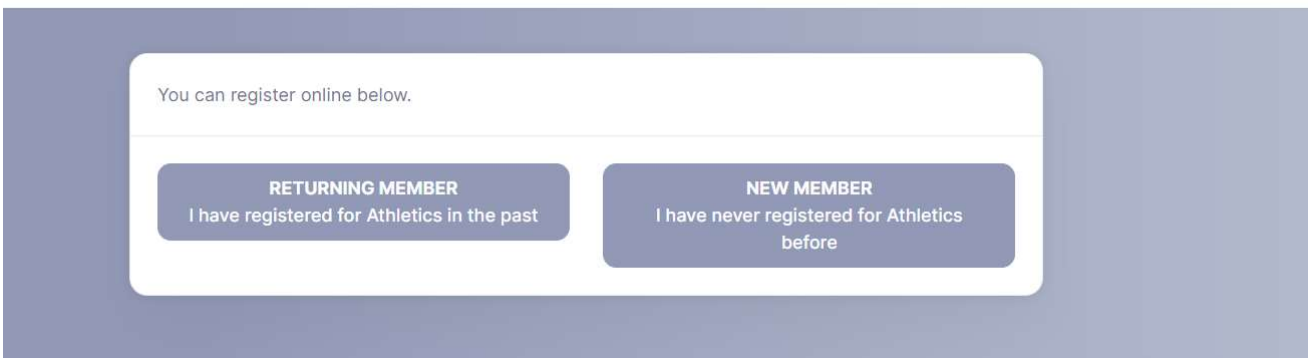 You can register online below.
RETURNING MEMBER
I have registered for Athletics in the past
NEW MEMBER
I have never registered for Athletics
before